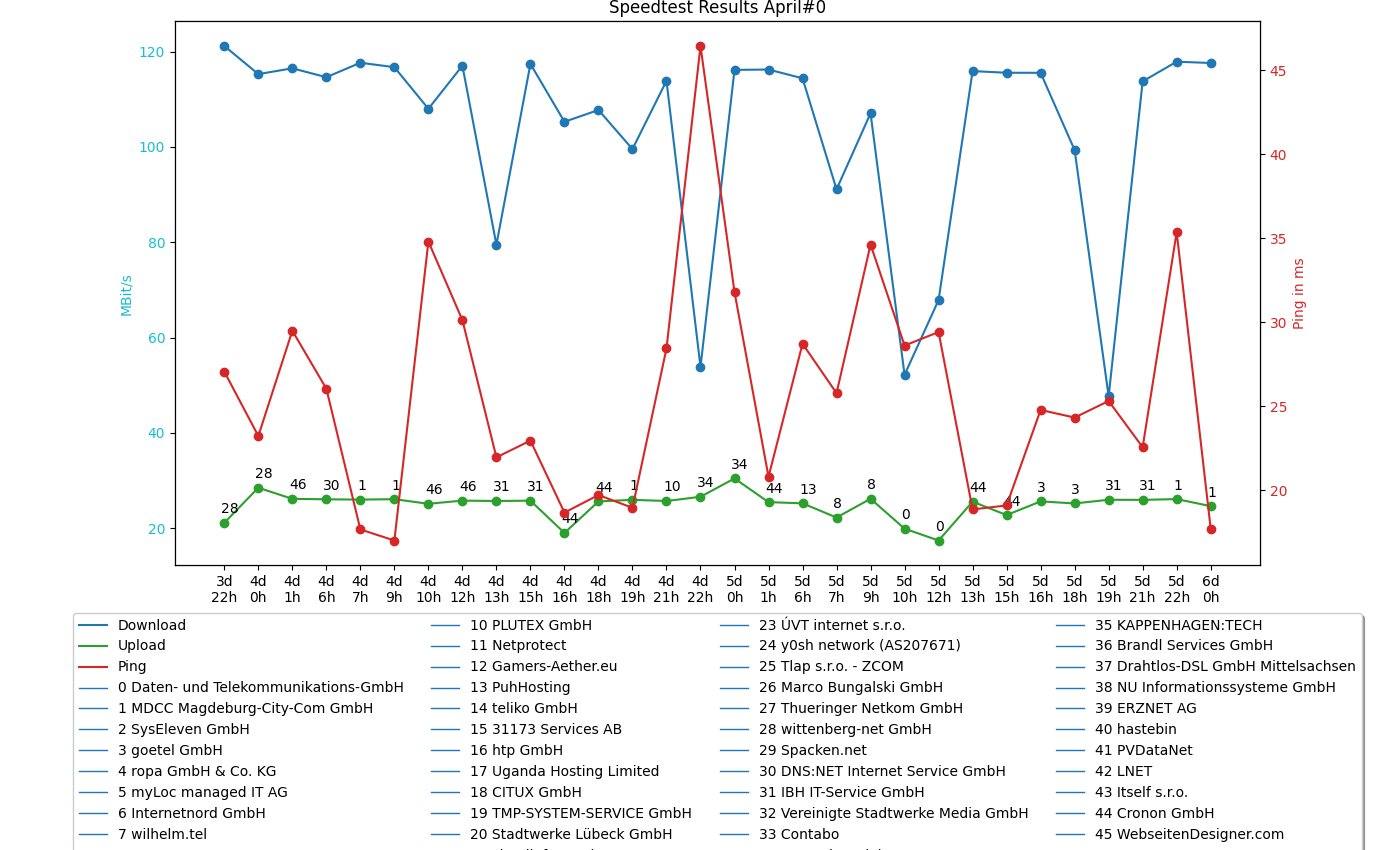 Speedtest Results April#0
120
100
80
60
40
20
MBit/s
45
40
35
30
25
20
Ping in ms
28 28 46 30 1 1 46 46 31 31 44 44 1 10 34 34 44 13 8 8 0 0 44 44 3 3 31 31 1 1
3d 4d 4d 4d 4d 4d 4d 4d 4d 4d 4d 4d 4d 4d 4d 5d 5d 5d 5d 5d 5d 5d 5d 5d 5d 5d 5d 5d 5d 6d
22h 0h 1h 6h 7h 9h 10h 12h 13h 15h 16h 18h 19h 21h 22h 0h 1h 6h 7h 9h 10h 12h 13h 15h 16h 18h 19h 21h 22h 0h
Download
Upload
Ping
0 Daten- und Telekommunikations-GmbH
1 MDCC Magdeburg-City-Com GmbH
2 SysEleven GmbH
3 goetel GmbH
4 ropa GmbH & Co. KG
5 myLoc managed IT AG
6 Internetnord GmbH
7 wilhelm.tel
10 PLUTEX GmbH
11 Netprotect
12 Gamers-Aether.eu
13 PuhHosting
14 teliko GmbH
15 31173 Services AB
16 htp GmbH
17 Uganda Hosting Limited
18 CITUX GmbH
19 TMP-SYSTEM-SERVICE GmbH
20 Stadtwerke Lübeck GmbH
23 ÚVT internet s.r.o.
24 y0sh network (AS207671)
25 Tlap s.r.o. - ZCOM
26 Marco Bungalski GmbH
27 Thueringer Netkom GmbH
28 wittenberg-net GmbH
29 Spacken.net
30 DNS:NET Internet Service GmbH
31 IBH IT-Service GmbH
32 Vereinigte Stadtwerke Media GmbH
33 Contabo
35 KAPPENHAGEN:TECH
36 Brandl Services GmbH
37 Drahtlos-DSL GmbH Mittelsachsen
38 NU Informationssysteme GmbH
39 ERZNET AG
40 hastebin
41 PVDataNet
42 LNET
43 Itself s.r.o.
44 Cronon GmbH
45 WebseitenDesigner.com